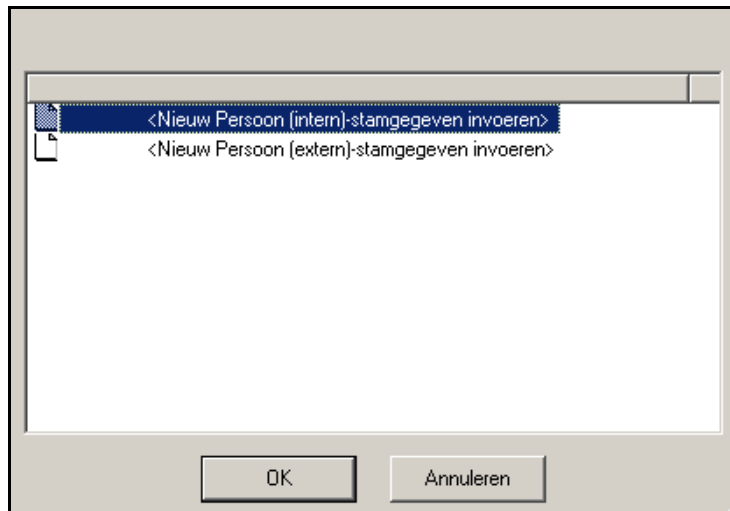 <Nieuw Persoon (intern)-stamgegeven invoeren>
<Nieuw Persoon (extern)-stamgegeven invoeren>
OK
Annuleren